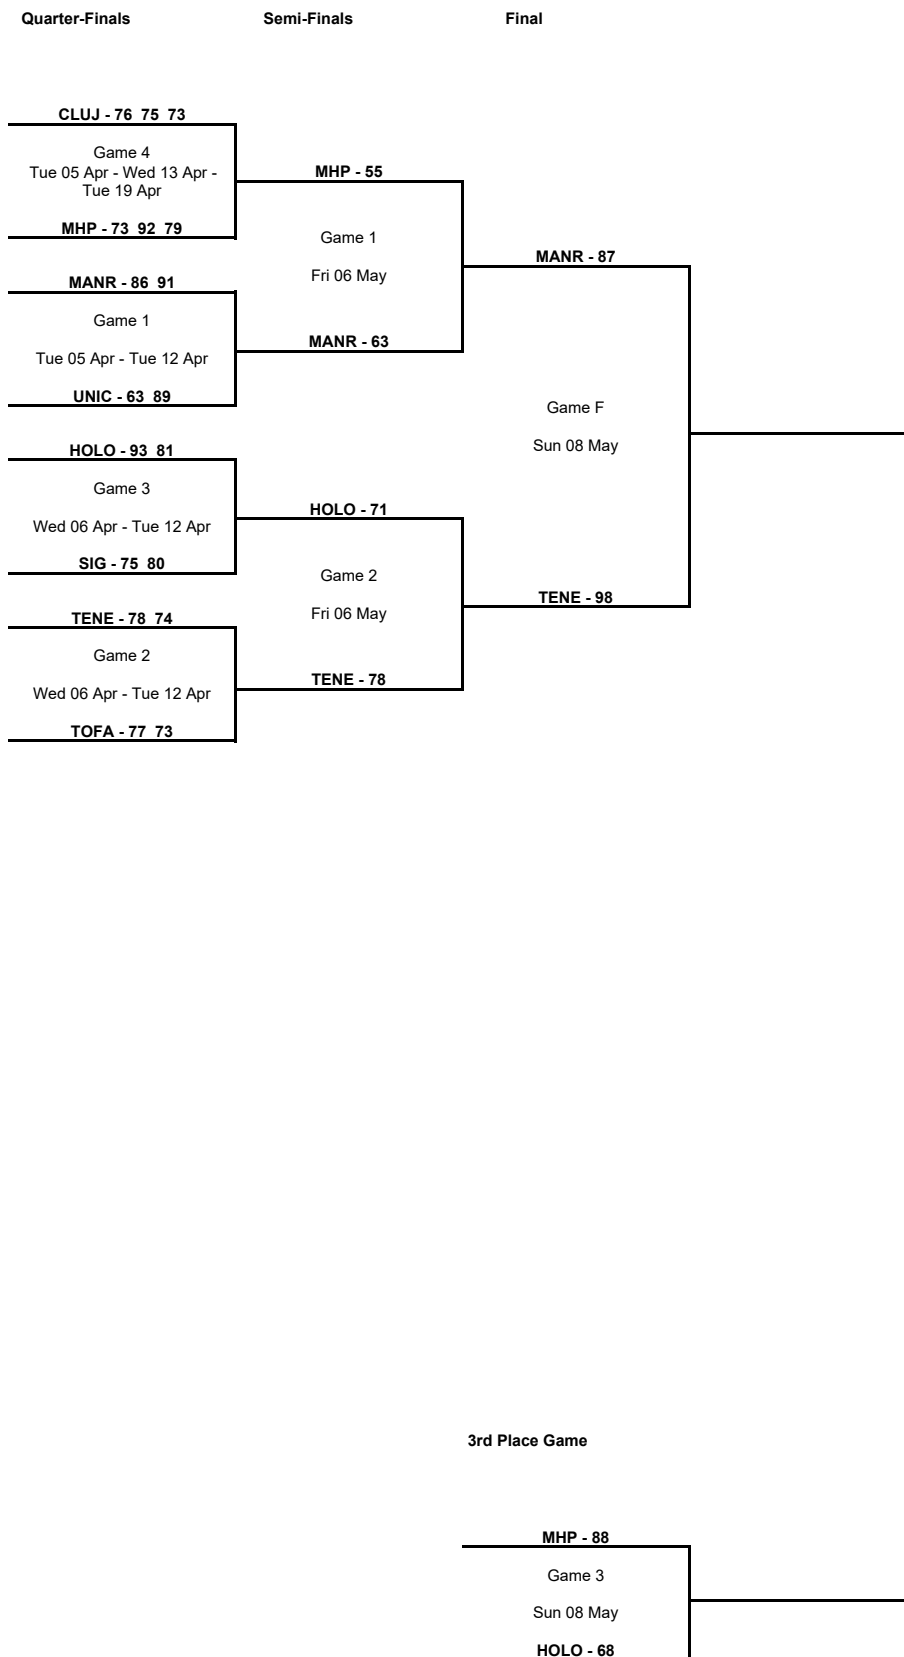 Quarter-Finals Semi-Finals Final
CLUJ - 76 75 73
Game 4
Tue 05 Apr - Wed 13 Apr -
Tue 19 Apr
MHP - 73 92 79
MANR - 86 91
Game 1
Tue 05 Apr - Tue 12 Apr
UNIC - 63 89
HOLO - 93 81
Game 3
Wed 06 Apr - Tue 12 Apr
SIG - 75 80
TENE - 78 74
Game 2
Wed 06 Apr - Tue 12 Apr
TOFA - 77 73
MHP - 55
Game 1
Fri 06 May
MANR - 63
HOLO - 71
Game 2
Fri 06 May
TENE - 78
MANR - 87
Game F
Sun 08 May
TENE - 98
3rd Place Game
MHP - 88
Game 3
Sun 08 May
HOLO - 68